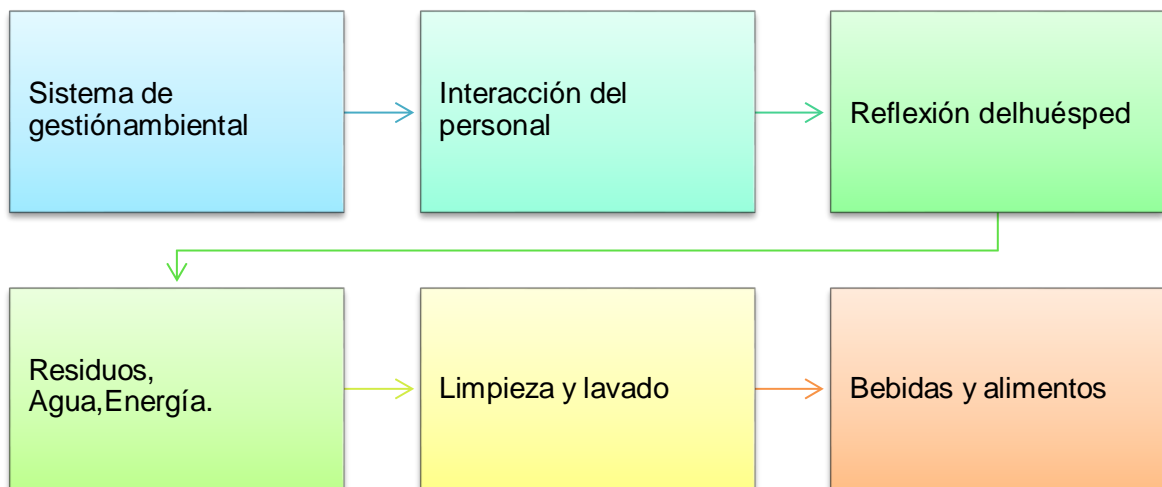 Sistema de
gestiónambiental
Interacción del
personal
Reflexión delhuésped
Residuos,
Agua,Energía.
Limpieza y lavado
Bebidas y alimentos